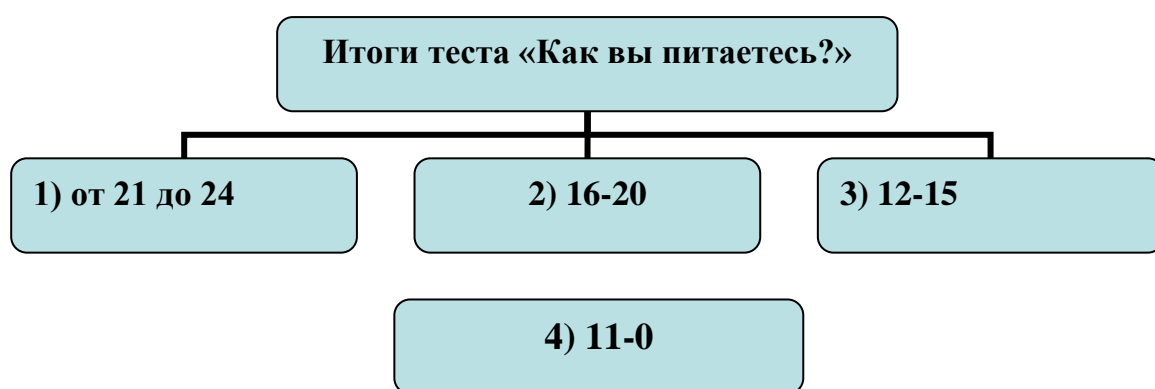 Итоги теста «Как вы питаетесь?»
1) от 21 до 24
2) 16-20
3) 12-15
4) 11-0